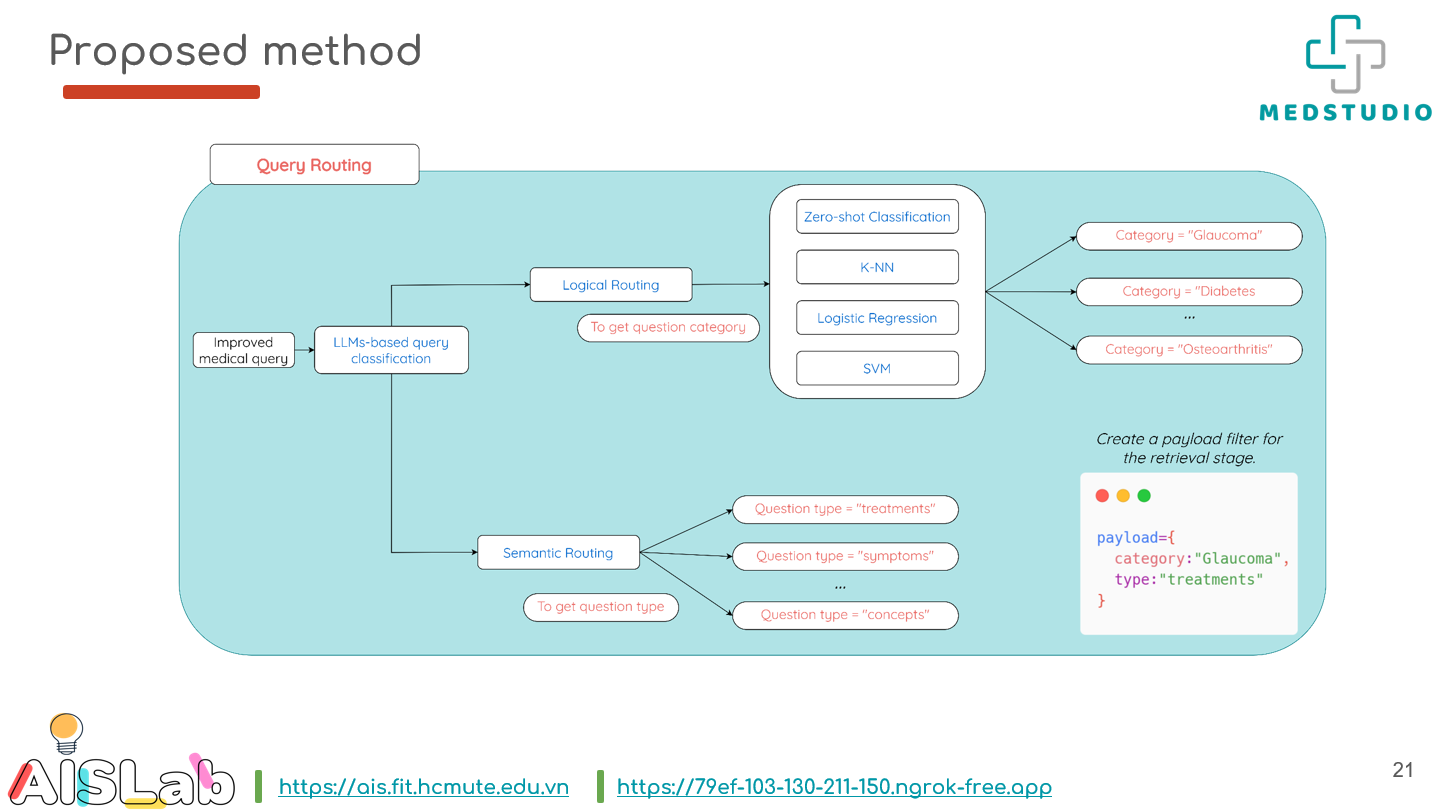 Proposed method
MEDSTUDIO
Query Routing
Improved
medical query
LLMs-based query
classification
Logical Routing
To get question category
Zero-shot Classification
K-NN
Logistic Regression
SVM
Category = "Glaucoma"
Category = "Diabetes
...
Category = "Osteoarthritis"
Semantic Routing
To get question type
Question type = "treatments"
Question type = "symptoms"
...
Question type = "concepts"
Create a payload filter for
the retrieval stage.
payload={
category:"Glaucoma",
type:"treatments"
}
AISLab
https://ais.fit.hcmute.edu.vn
https://79ef-103-130-211-150.ngrok-free.app
21